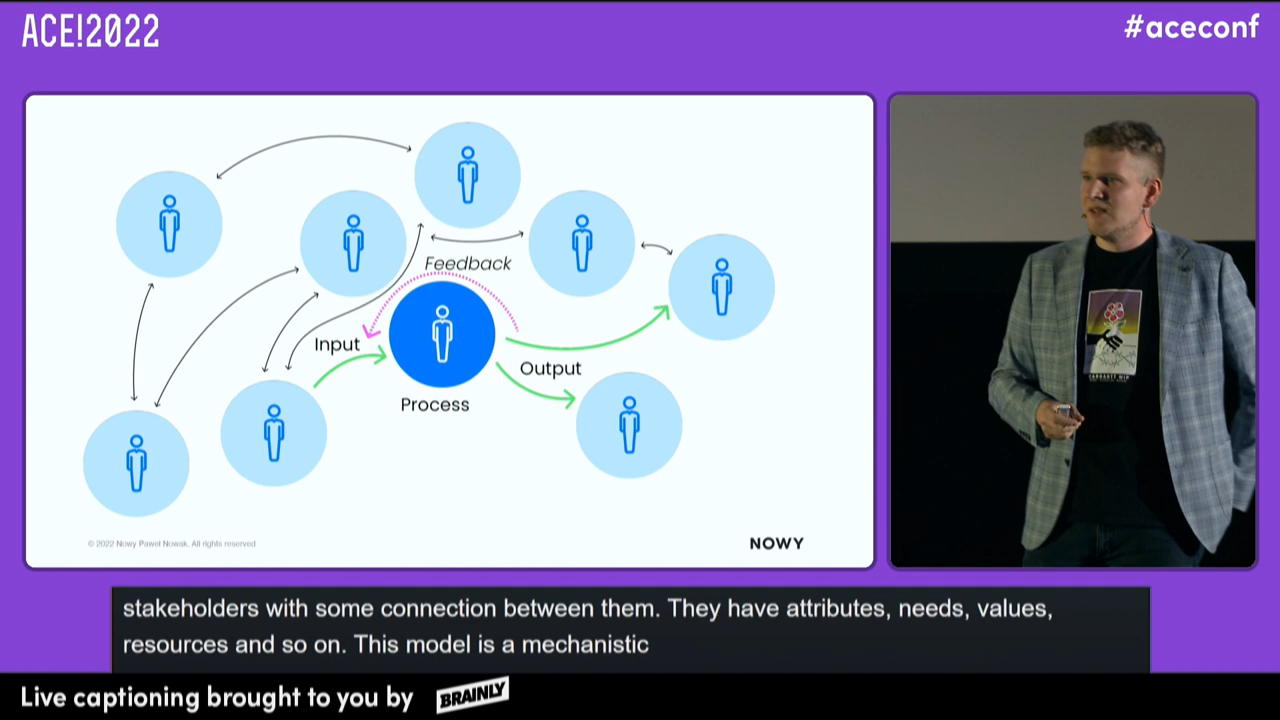 ACE!2022
#aceconf
Feedback
Input
Output
Process
© 2022 Nowy Paweł Nowak. All rights reserved
NOWY
CARHARTT WIP
stakeholders with some connection between them. They have attributes, needs, values,
resources and so on. This model is a mechanistic
Live captioning brought to you by BRAINLY